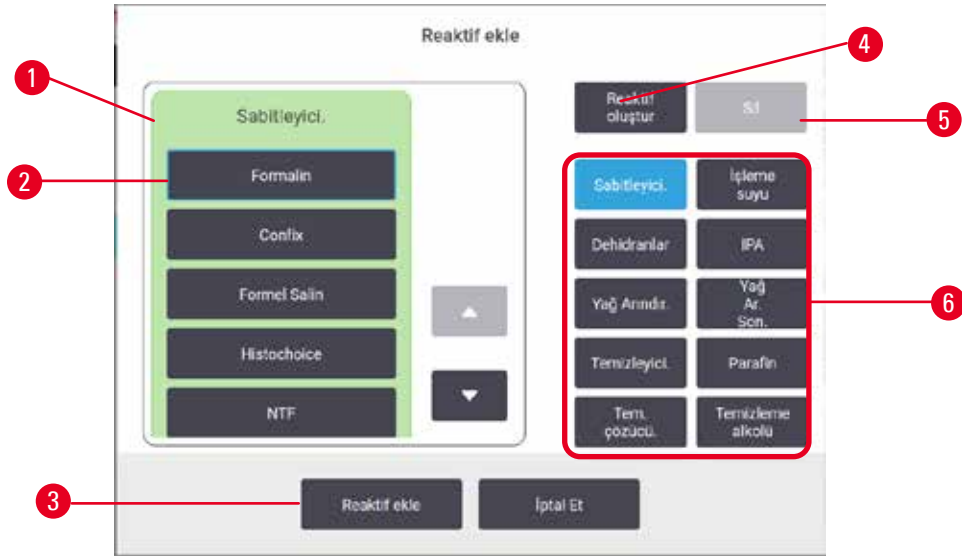 Reaktif ekle
4
1
Reaktif
oluştur
Sil
5
Sabitleyici.
2
Formalin
Sabitleyici.
İşleme
suyu
Confix
Dehidranlar
IPA
Formel Salin
Yağ Arındır.
Yağ
Ar.
Son.
6
Histochoice
Temizleyici.
Parafin
NTF
Tem.
çözücü.
Temizleme
alkolü
3
Reaktif ekle
İptal Et